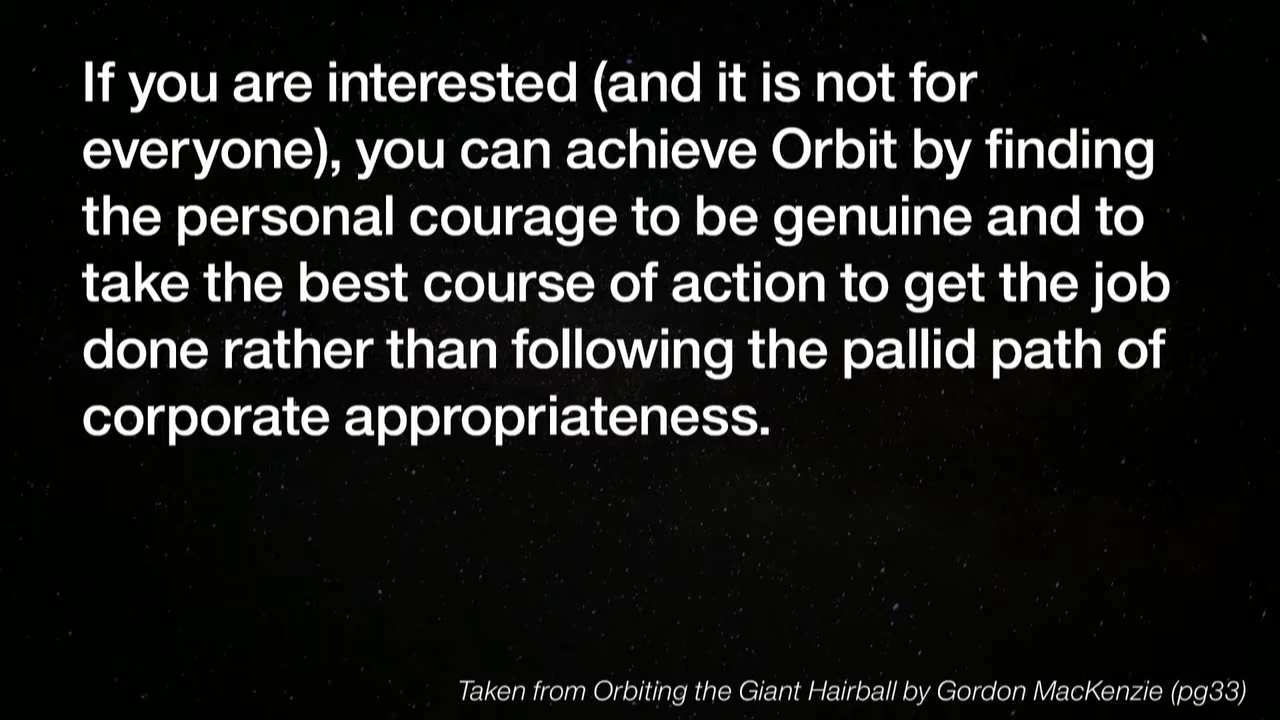 If you are interested (and it is not for
everyone), you can achieve Orbit by finding
the personal courage to be genuine and to
take the best course of action to get the job
done rather than following the pallid path of
corporate appropriateness.
Taken from Orbiting the Giant Hairball by Gordon MacKenzie (pg33)